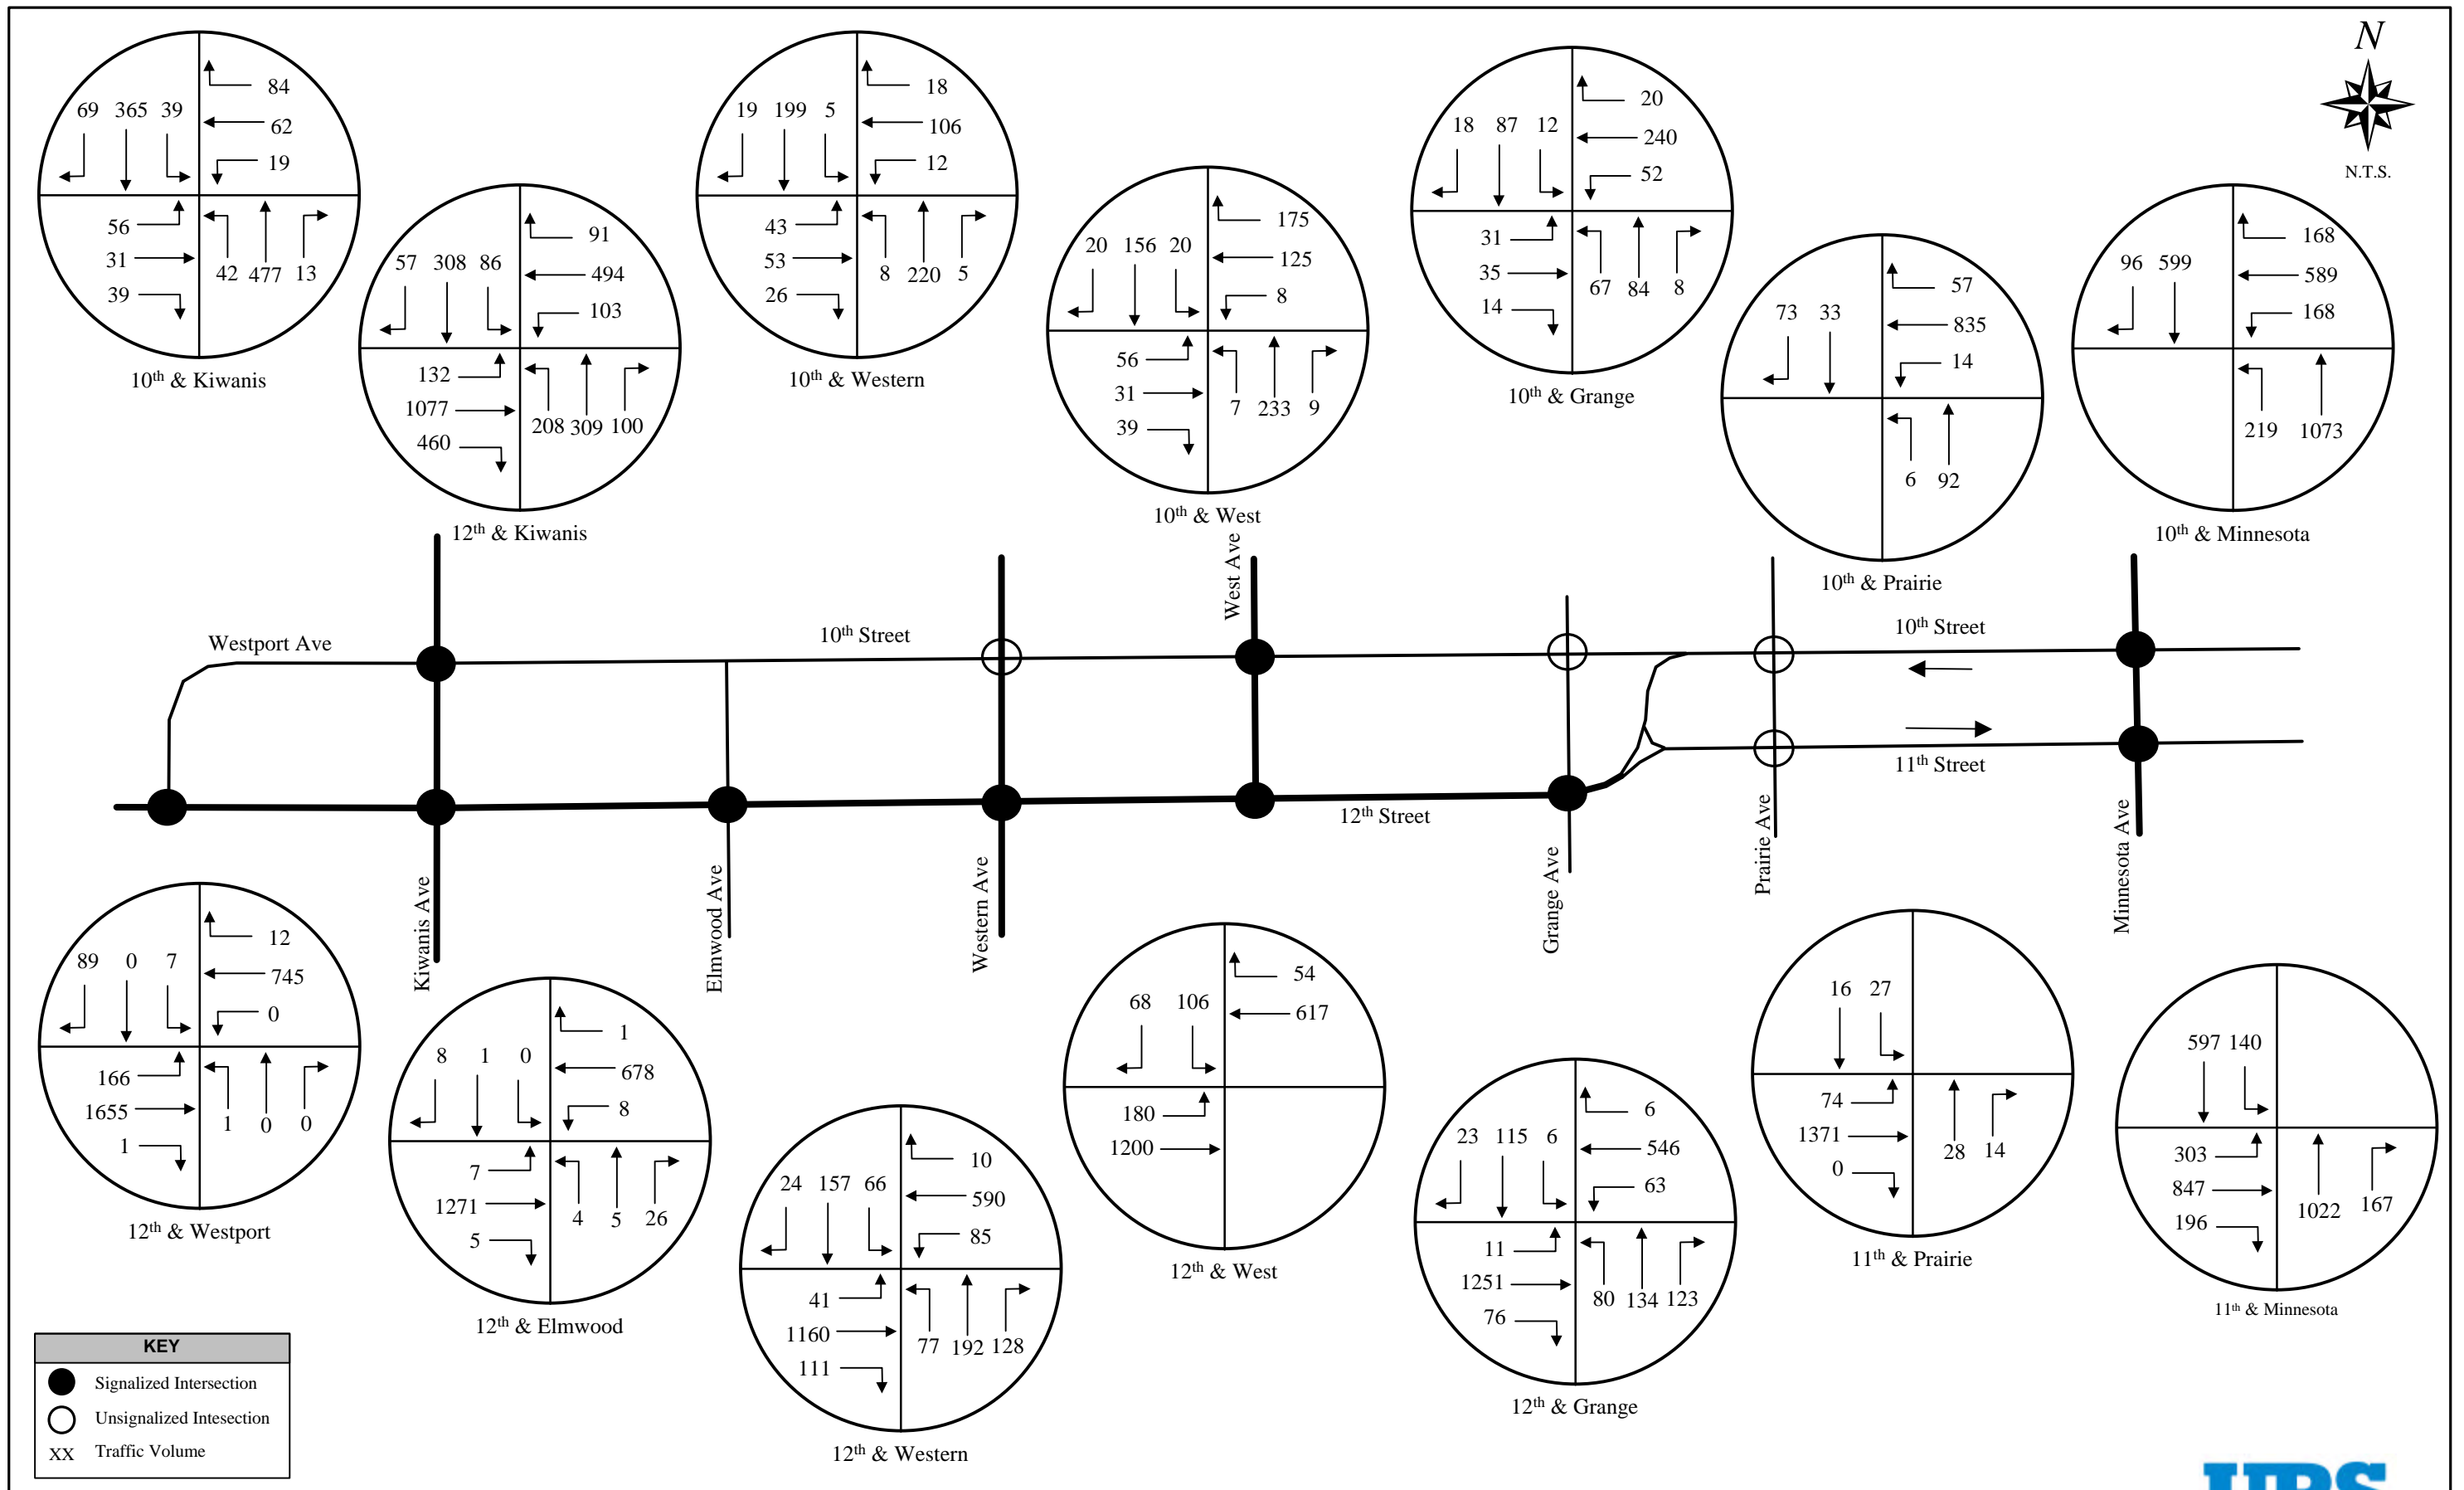 N
N.T.S.
69 365 39
84
62
19
56
31
39
42 477 13
10th & Kiwanis
57 308 86
91
494
103
132
1077
460
208 309 100
12th & Kiwanis
19 199 5
18
106
12
43
53
26
8 220 5
10th & Western
20 156 20
175
125
8
56
31
39
7 233 9
10th & West
18 87 12
20
240
52
31
35
14
67 84 8
10th & Grange
73 33
57
835
14
6 92
10th & Prairie
96 599
168
589
168
219 1073
10th & Minnesota
Westport Ave
10th Street
West Ave
10th Street
11th Street
12th Street
Kiwanis Ave
Elmwood Ave
Western Ave
Grange Ave
Prairie Ave
Minnesota Ave
89 0 7
12
745
0
166
1655
1
1 0 0
12th & Westport
8 1 0
1
678
8
7
1271
5
4 5 26
12th & Elmwood
24 157 66
10
590
85
41
1160
111
77 192 128
12th & Western
68 106
54
617
180
1200
12th & West
23 115 6
6
546
63
11
1251
76
80 134 123
12th & Grange
16 27
74
1371
0
28 14
11th & Prairie
597 140
303
847
196
1022 167
11th & Minnesota
KEY
Signalized Intersection
Unsignalized Intesection
XX Traffic Volume